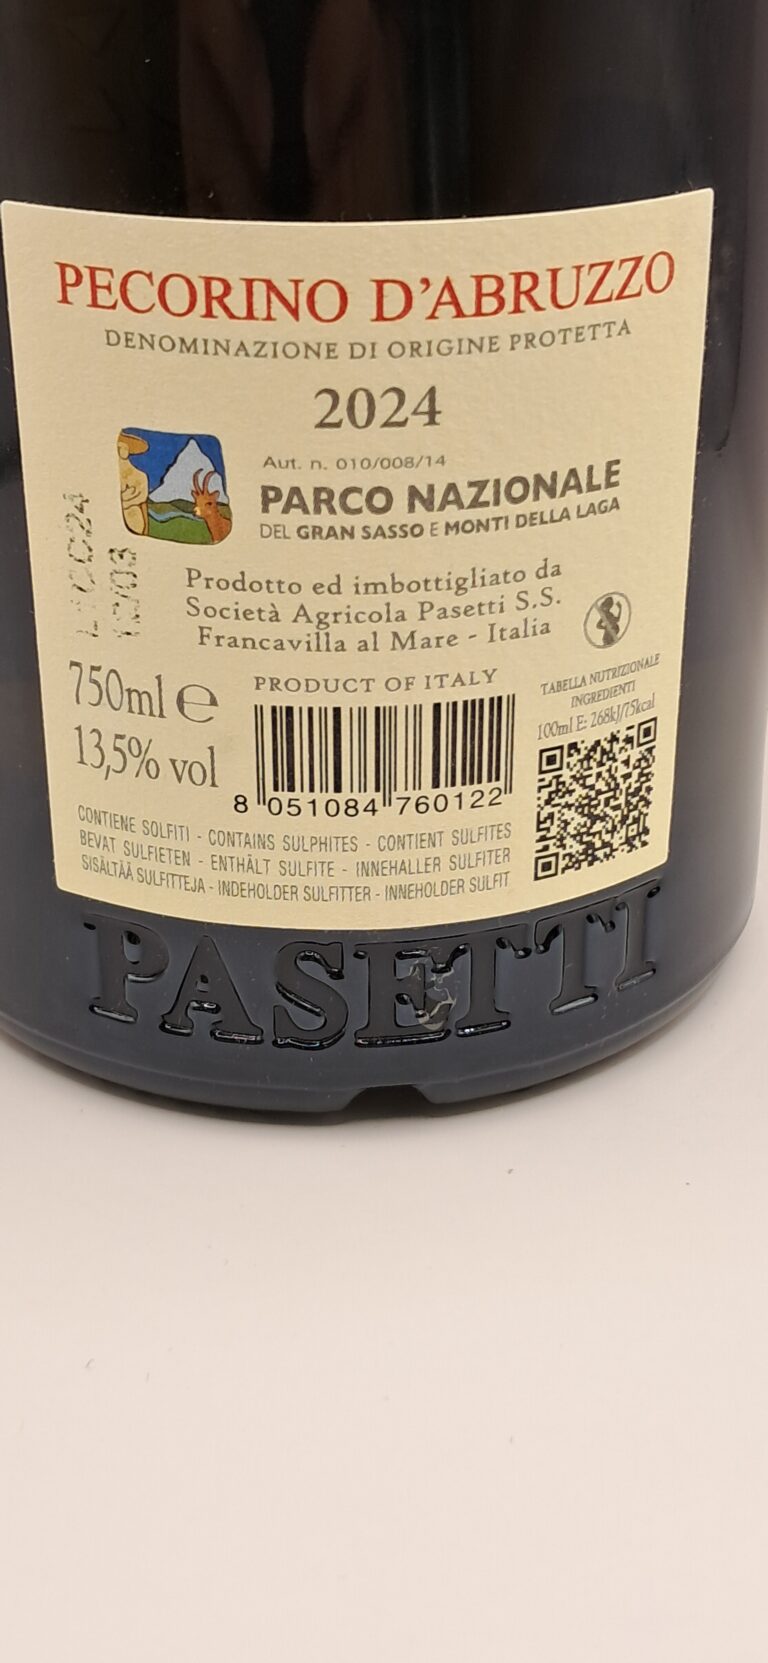 PECORINO D'ABRUZZO
DENOMINAZIONE DI ORIGINE PROTETTA
2024
Aut. n. 010/008/14
PARCO NAZIONALE
DEL GRAN SASSO E MONTI DELLA LAGA
Prodotto ed imbottigliato da
Società Agricola Pasetti S.S.
Francavilla al Mare - Italia
PRODUCT OF ITALY
750ml e
13,5% vol
8 051084 760122
TABELLA NUTRIZIONALE
INGREDIENTI
100ml E: 268kJ/75kcal
CONTIENE SOLFITI - CONTAINS SULPHITES - CONTIENT SULFITES
BEVAT SULFIETEN - ENTHÄLT SULFITE - INNEHALLER SULFITER
SISÄLTÄÄ SULFITTEJA - INDEHOLDER SULFITTER - INNEHOLDER SULFIT
PASETTI